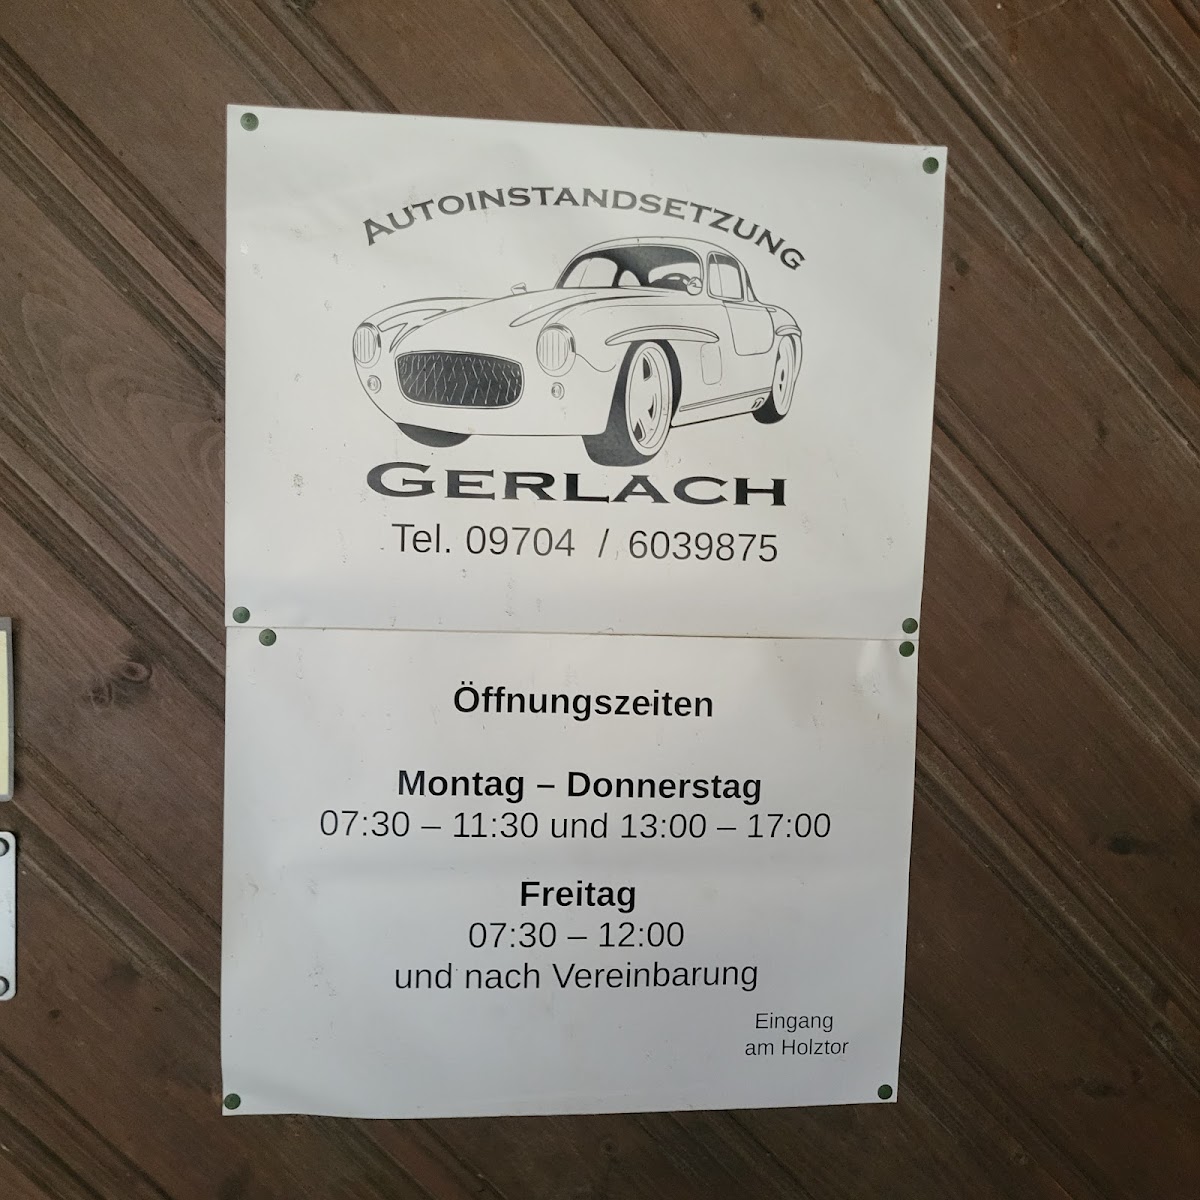 AUTOINSTANDSETZUNG
GERLACH
Tel. 09704 / 6039875
Öffnungszeiten
Montag – Donnerstag
07:30 – 11:30 und 13:00 – 17:00
Freitag
07:30 – 12:00
und nach Vereinbarung
Eingang
am Holztor